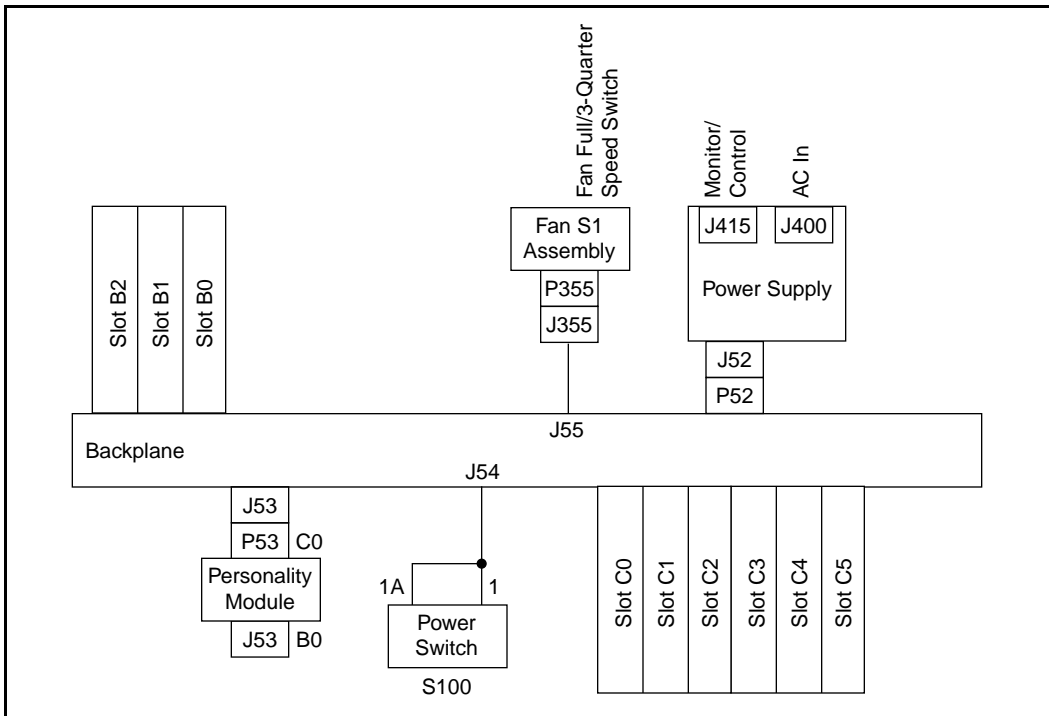 Fan Full/3-Quarter
Speed Switch
Monitor/
Control
AC In
Fan S1
Assembly
J415
J400
Power Supply
P355
J355
Slot B2
Slot B1
Slot B0
J52
P52
J55
Backplane
J54
J53
P53
C0
Personality
Module
J53
B0
1A
1
Power
Switch
S100
Slot C0
Slot C1
Slot C2
Slot C3
Slot C4
Slot C5